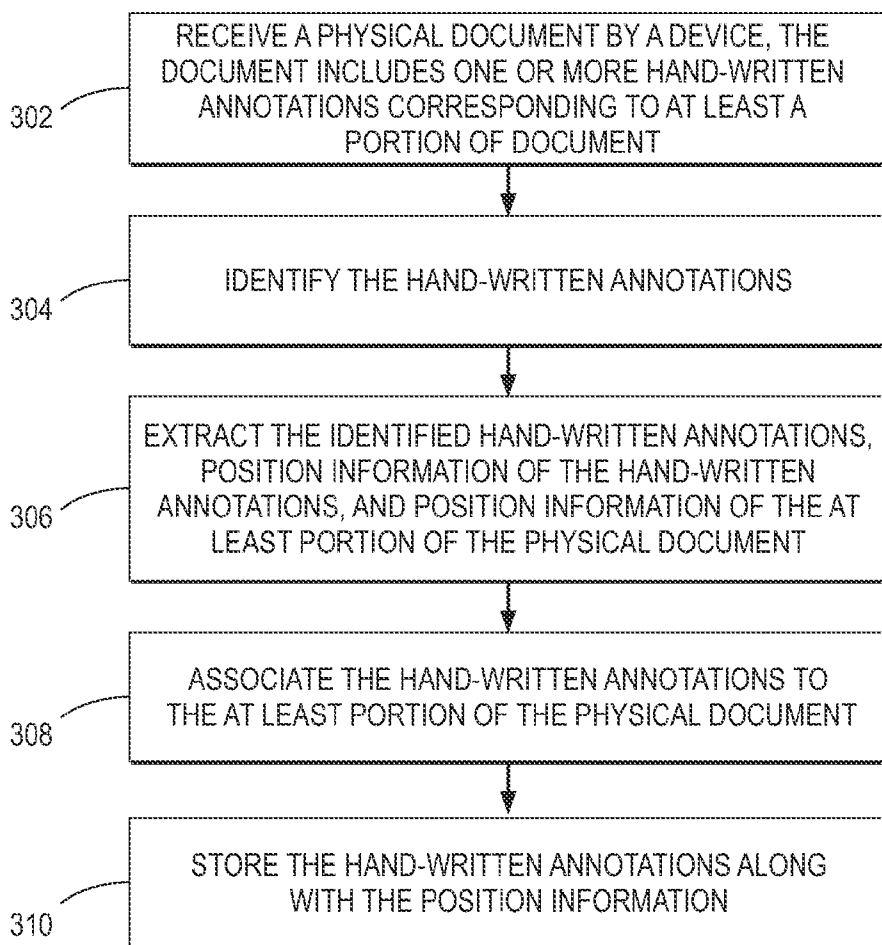 RECEIVE A PHYSICAL DOCUMENT BY A DEVICE, THE
DOCUMENT INCLUDES ONE OR MORE HAND-WRITTEN
ANNOTATIONS CORRESPONDING TO AT LEAST A
PORTION OF DOCUMENT
302
IDENTIFY THE HAND-WRITTEN ANNOTATIONS
304
EXTRACT THE IDENTIFIED HAND-WRITTEN ANNOTATIONS,
POSITION INFORMATION OF THE HAND-WRITTEN
ANNOTATIONS, AND POSITION INFORMATION OF THE AT
LEAST PORTION OF THE PHYSICAL DOCUMENT
306
ASSOCIATE THE HAND-WRITTEN ANNOTATIONS TO
THE AT LEAST PORTION OF THE PHYSICAL DOCUMENT
308
STORE THE HAND-WRITTEN ANNOTATIONS ALONG
WITH THE POSITION INFORMATION
310